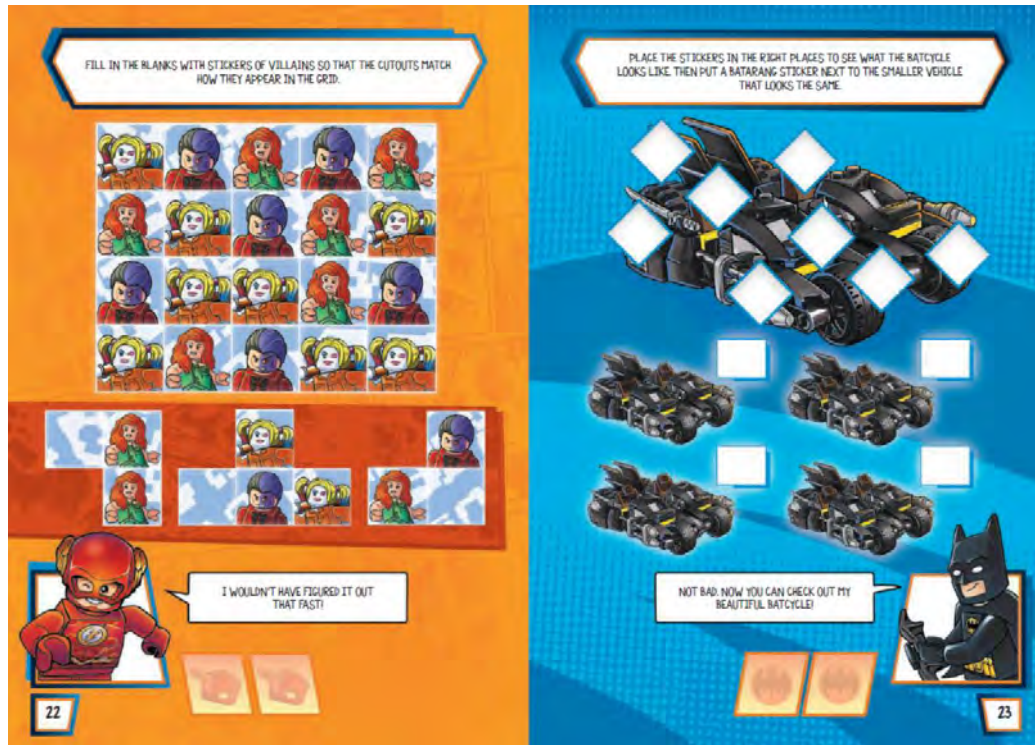 FILL IN THE BLANKS WITH STICKERS OF VILLAINS SO THAT THE CUTOUTS MATCH
HOW THEY APPEAR IN THE GRID.
I WOULDN'T HAVE FIGURED IT OUT
THAT FAST!
22
PLACE THE STICKERS IN THE RIGHT PLACES TO SEE WHAT THE BATCYCLE
LOOKS LIKE. THEN PUT A BATARANG STICKER NEXT TO THE SMALLER VEHICLE
THAT LOOKS THE SAME.
NOT BAD. NOW YOU CAN CHECK OUT MY
BEAUTIFUL BATCYCLE!
23